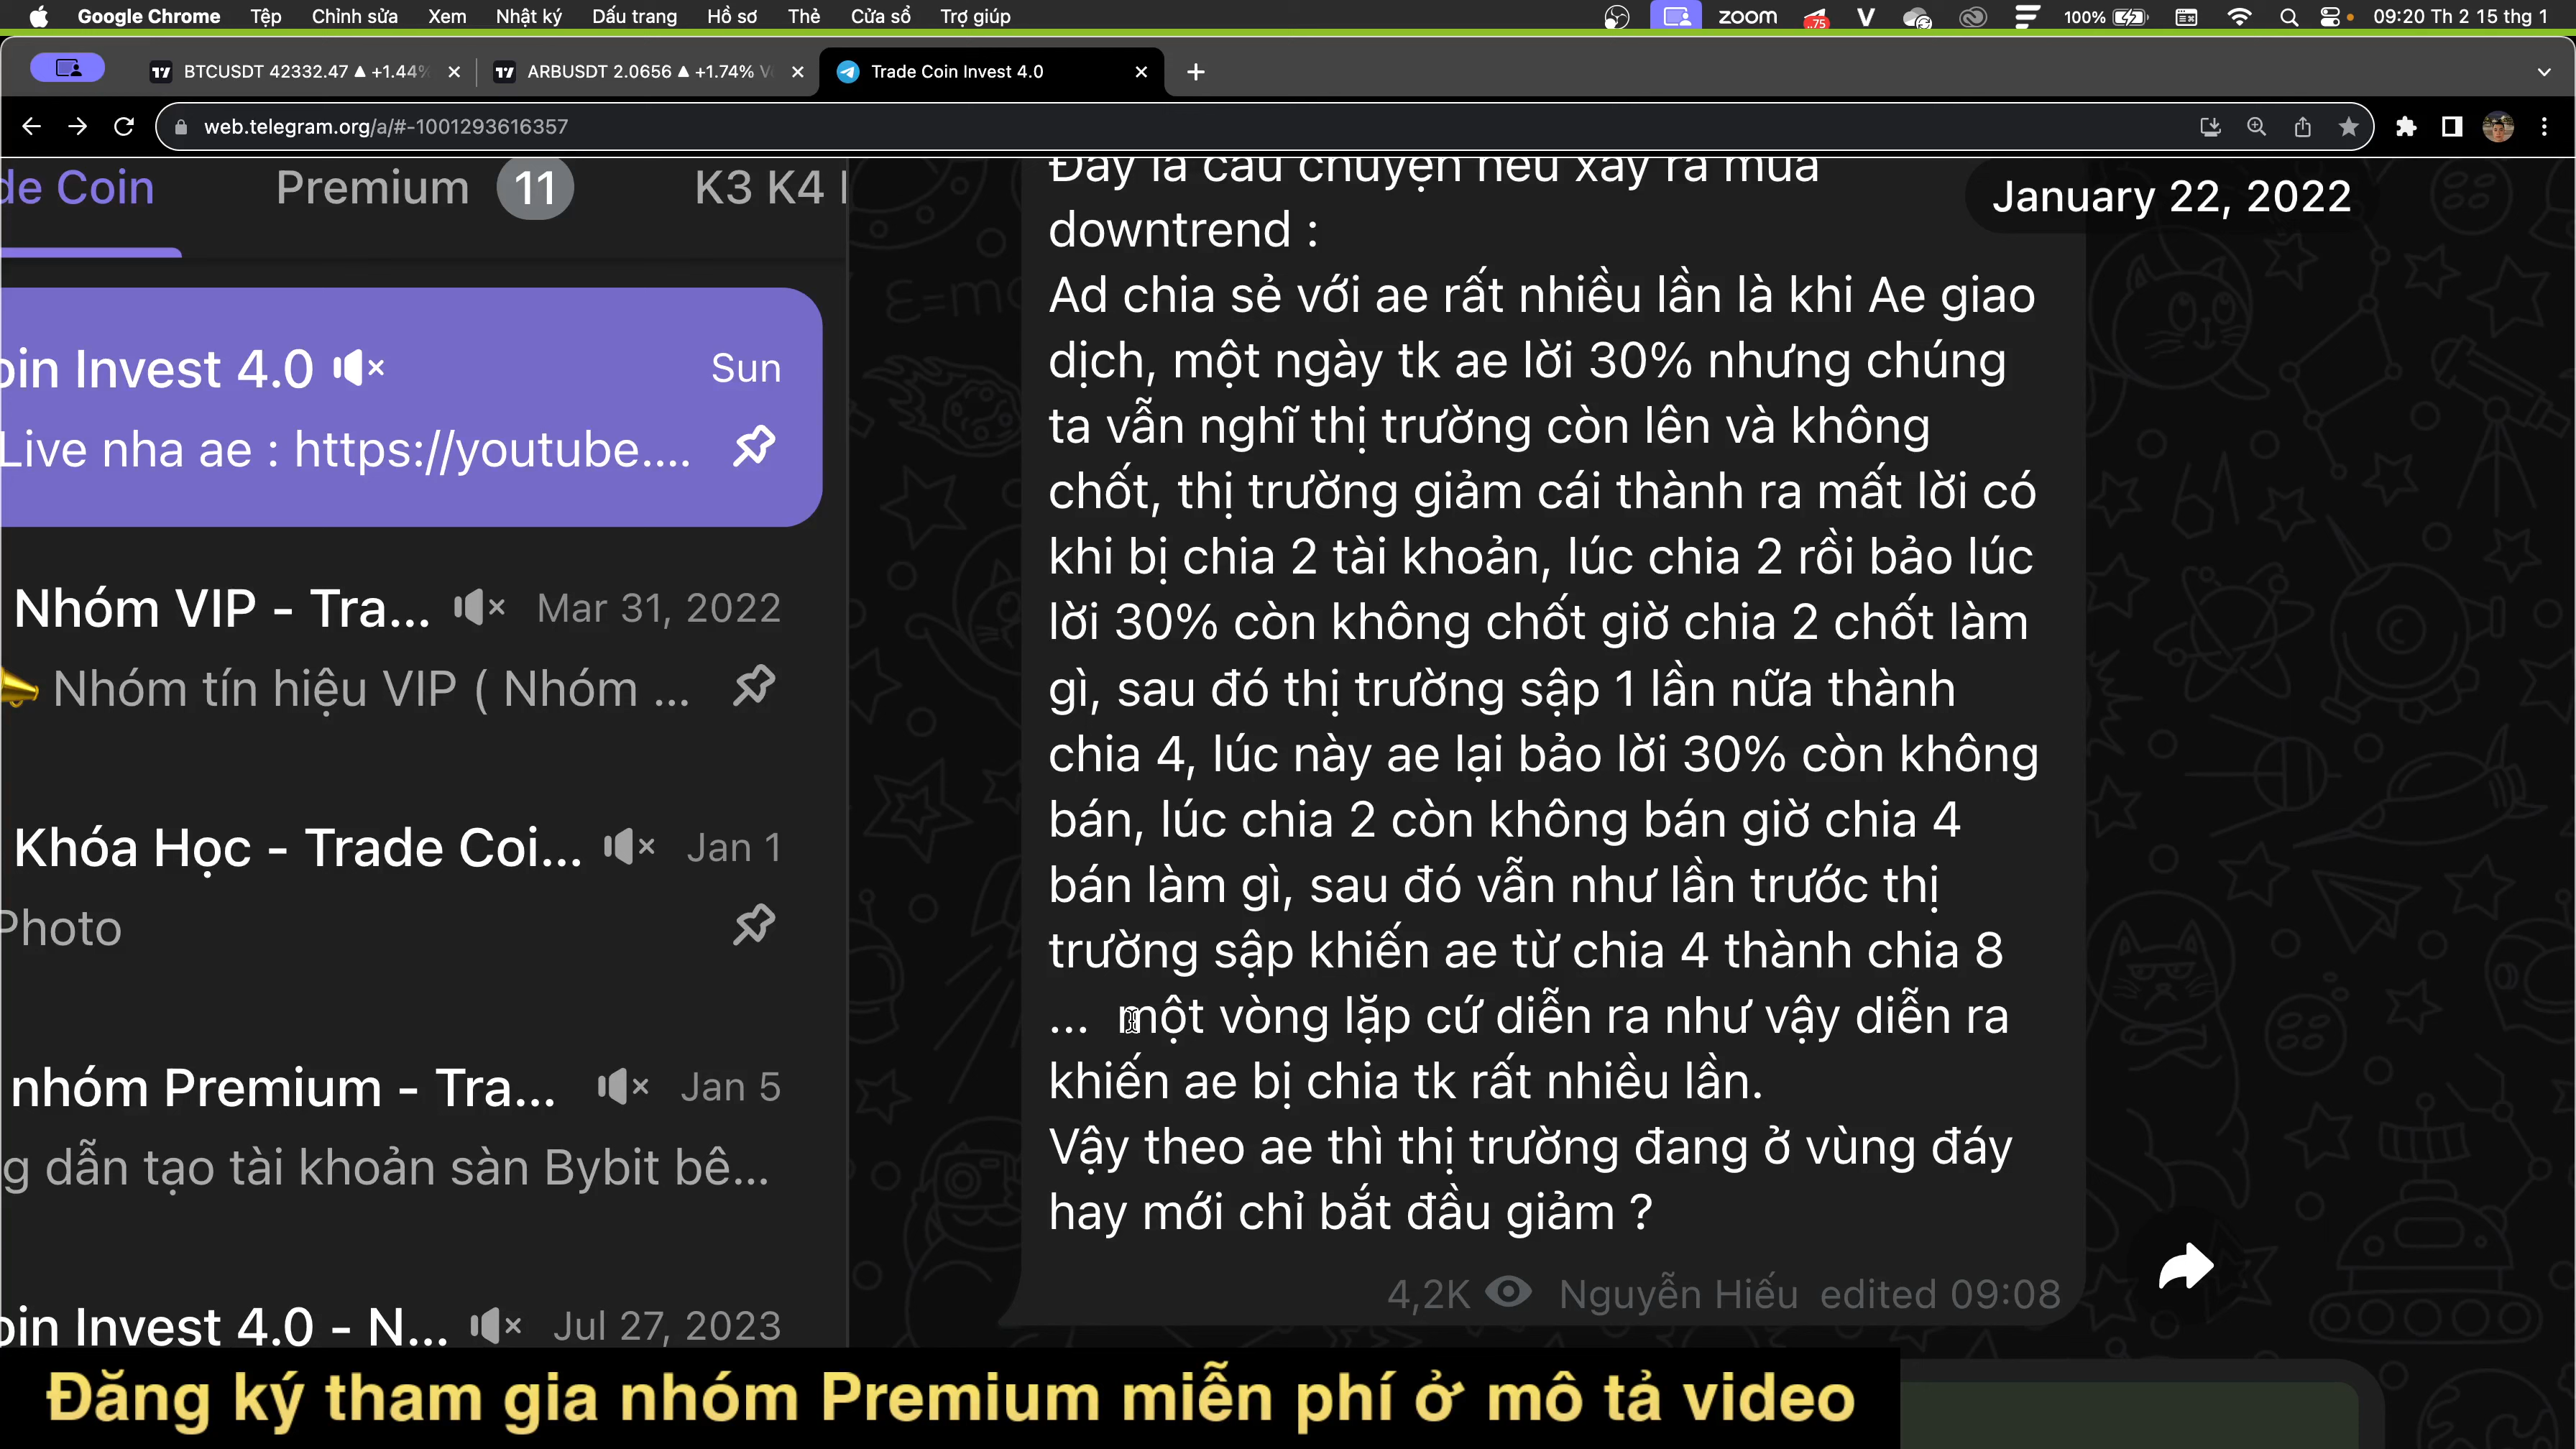 Google Chrome Tệp Chỉnh sửa Xem Nhật ký Dấu trang Hồ sơ Thẻ Cửa sổ Trợ giúp zoom ..75 V 100% 09:20 Th 2 15 thg 1
BTCUSDT 42332.47 ▲ +1.44% ARBUSDT 2.0656 ▲ +1.74% Trade Coin Invest 4.0
web.telegram.org/a/#-1001293616357
de Coin Premium 11 K3 K4
oin Invest 4.0 Sun
Live nha ae : https://youtube....
Nhóm VIP - Tra... Mar 31, 2022
Nhóm tín hiệu VIP ( Nhóm ...
Khóa Học - Trade Coi... Jan 1
Photo
nhóm Premium - Tra... Jan 5
g dẫn tạo tài khoản sàn Bybit bê...
oin Invest 4.0 - N... Jul 27, 2023
January 22, 2022
Đây là câu chuyện nếu xảy ra mùa
downtrend :
Ad chia sẻ với ae rất nhiều lần là khi Ae giao
dịch, một ngày tk ae lời 30% nhưng chúng
ta vẫn nghĩ thị trường còn lên và không
chốt, thị trường giảm cái thành ra mất lời có
khi bị chia 2 tài khoản, lúc chia 2 rồi bảo lúc
lời 30% còn không chốt giờ chia 2 chốt làm
gì, sau đó thị trường sập 1 lần nữa thành
chia 4, lúc này ae lại bảo lời 30% còn không
bán, lúc chia 2 còn không bán giờ chia 4
bán làm gì, sau đó vẫn như lần trước thị
trường sập khiến ae từ chia 4 thành chia 8
... một vòng lặp cứ diễn ra như vậy diễn ra
khiến ae bị chia tk rất nhiều lần.
Vậy theo ae thì thị trường đang ở vùng đáy
hay mới chỉ bắt đầu giảm ?
4,2K Nguyễn Hiếu edited 09:08
Đăng ký tham gia nhóm Premium miễn phí ở mô tả video